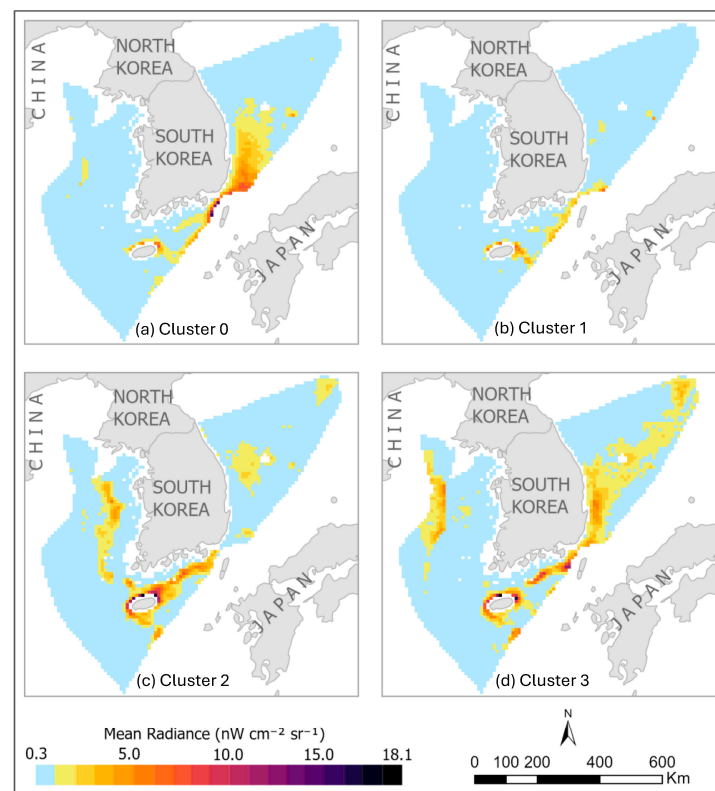 CHINA
NORTH
KOREA
SOUTH
KOREA
JAPAN
(a) Cluster 0
CHINA
NORTH
KOREA
SOUTH
KOREA
JAPAN
(b) Cluster 1
CHINA
NORTH
KOREA
SOUTH
KOREA
JAPAN
(c) Cluster 2
CHINA
NORTH
KOREA
SOUTH
KOREA
JAPAN
(d) Cluster 3
Mean Radiance (nW cm⁻² sr⁻¹)
0.3 5.0 10.0 15.0 18.1
N
0 100 200 400 600
Km